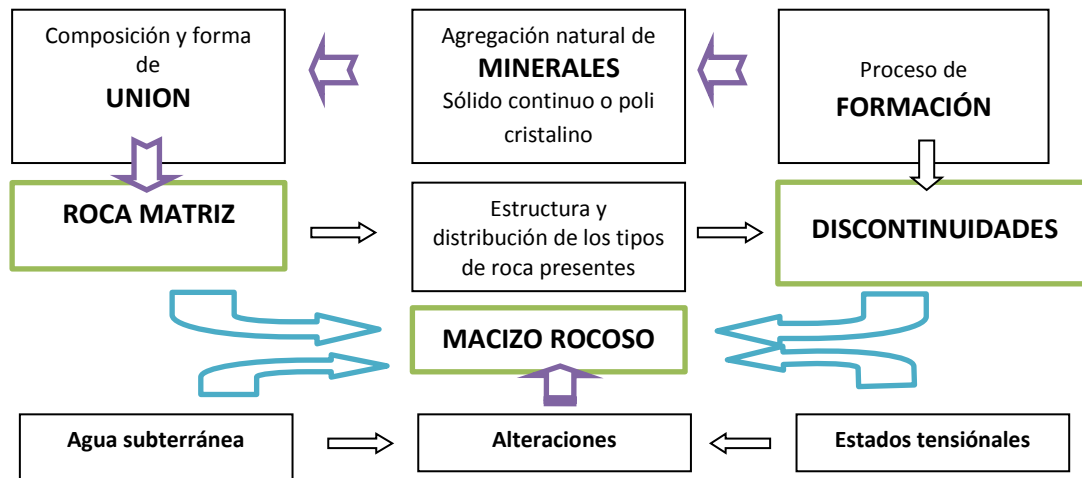 Composición y forma
de
UNION
Agregación natural de
MINERALES
Sólido continuo o poli
cristalino
Proceso de
FORMACIÓN
ROCA MATRIZ
Estructura y
distribución de los tipos
de roca presentes
DISCONTINUIDADES
MACIZO ROCOSO
Agua subterránea
Alteraciones
Estados tensiónales